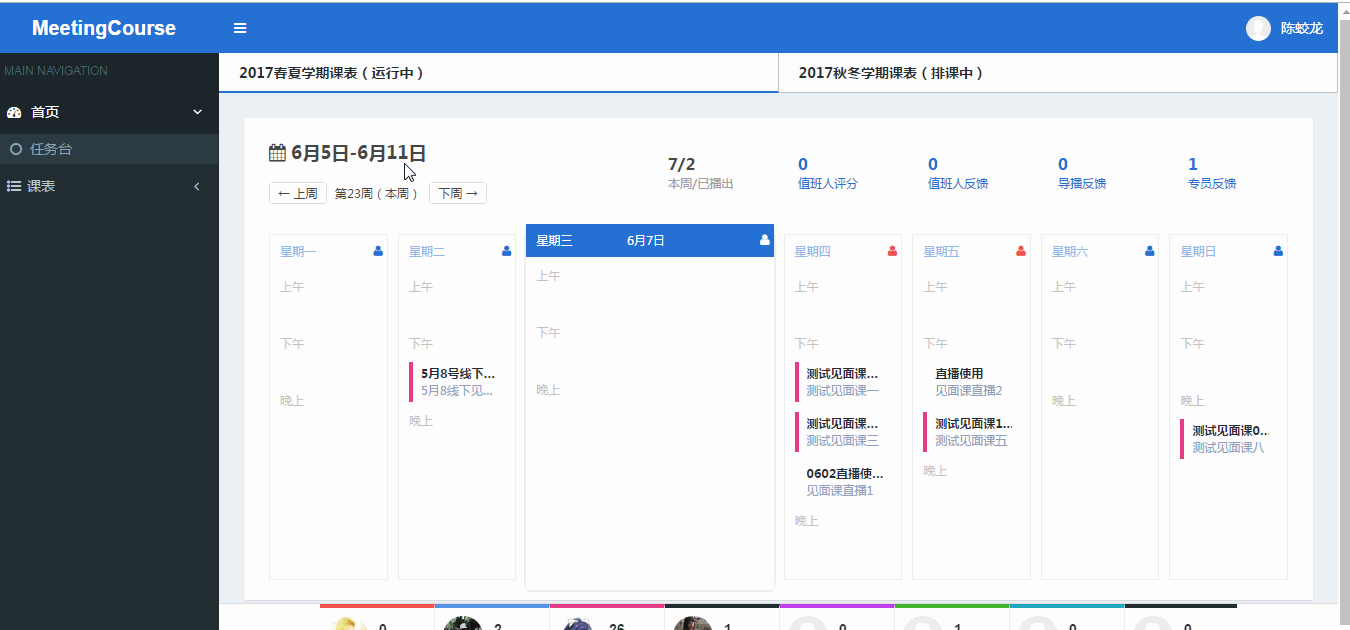 MeetingCourse
陈蛟龙
MAIN NAVIGATION
首页
任务台
课表
2017春夏学期课表（运行中）
2017秋冬学期课表（排课中）
6月5日-6月11日
← 上周 第23周（本周） 下周 →
7/2
本周/已播出
0
值班人评分
0
值班人反馈
0
导播反馈
1
专员反馈
星期一
上午
下午
晚上
星期二
上午
下午
5月8号线下...
5月8线下见...
晚上
星期三 6月7日
上午
下午
晚上
星期四
上午
下午
测试见面课...
测试见面课一
测试见面课...
测试见面课三
0602直播使...
见面课直播1
晚上
星期五
上午
下午
直播使用
见面课直播2
测试见面课1...
测试见面课五
晚上
星期六
上午
下午
晚上
星期日
上午
下午
晚上
测试见面课0...
测试见面课八
0 2 26 1 0 1 0 0